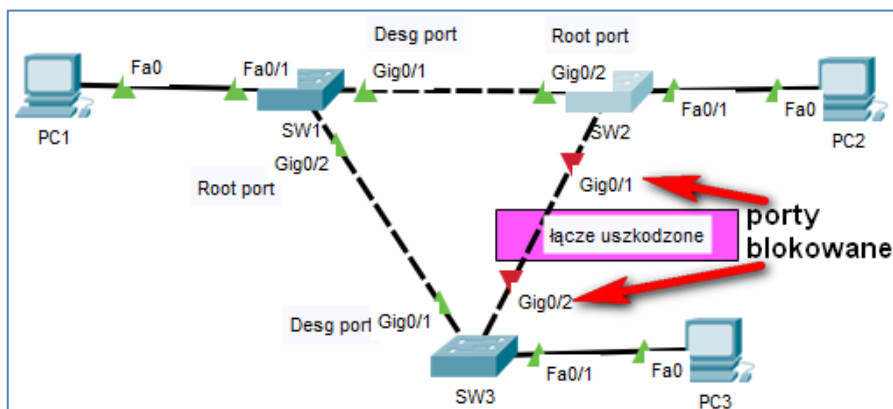 Desg port
Root port
Fa0
Fa0/1
Gig0/1
Gig0/2
Fa0/1
Fa0
PC1
SW1
SW2
PC2
Gig0/2
Root port
Gig0/1
porty
blokowane
łącze uszkodzone
Gig0/2
Desg port
Gig0/1
Fa0/1
Fa0
SW3
PC3